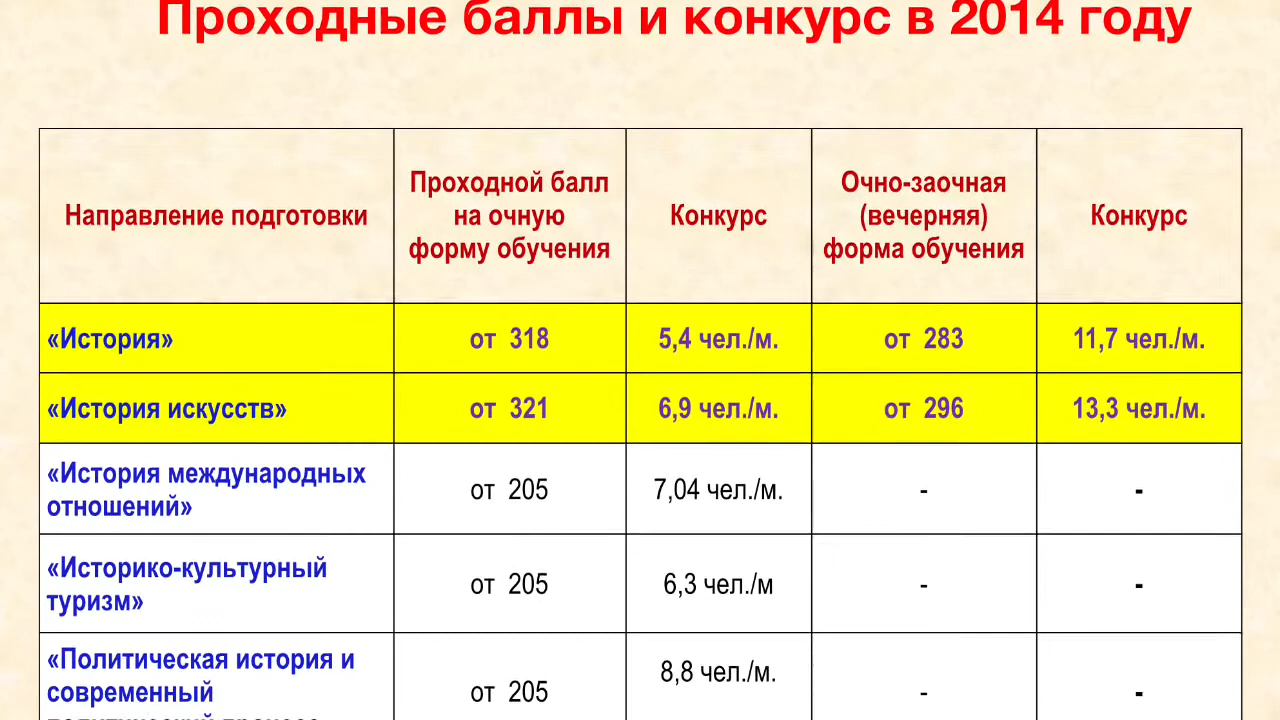 Проходные баллы и конкурс в 2014 году
Направление подготовки
Проходной балл
на очную
форму обучения
Конкурс
Очно-заочная
(вечерняя)
форма обучения
Конкурс
«История»
от 318
5,4 чел./м.
от 283
11,7 чел./м.
«История искусств»
от 321
6,9 чел./м.
от 296
13,3 чел./м.
«История международных
отношений»
от 205
7,04 чел./м.
-
-
«Историко-культурный
туризм»
от 205
6,3 чел./м
-
-
«Политическая история и
современный
от 205
8,8 чел./м.
-
-